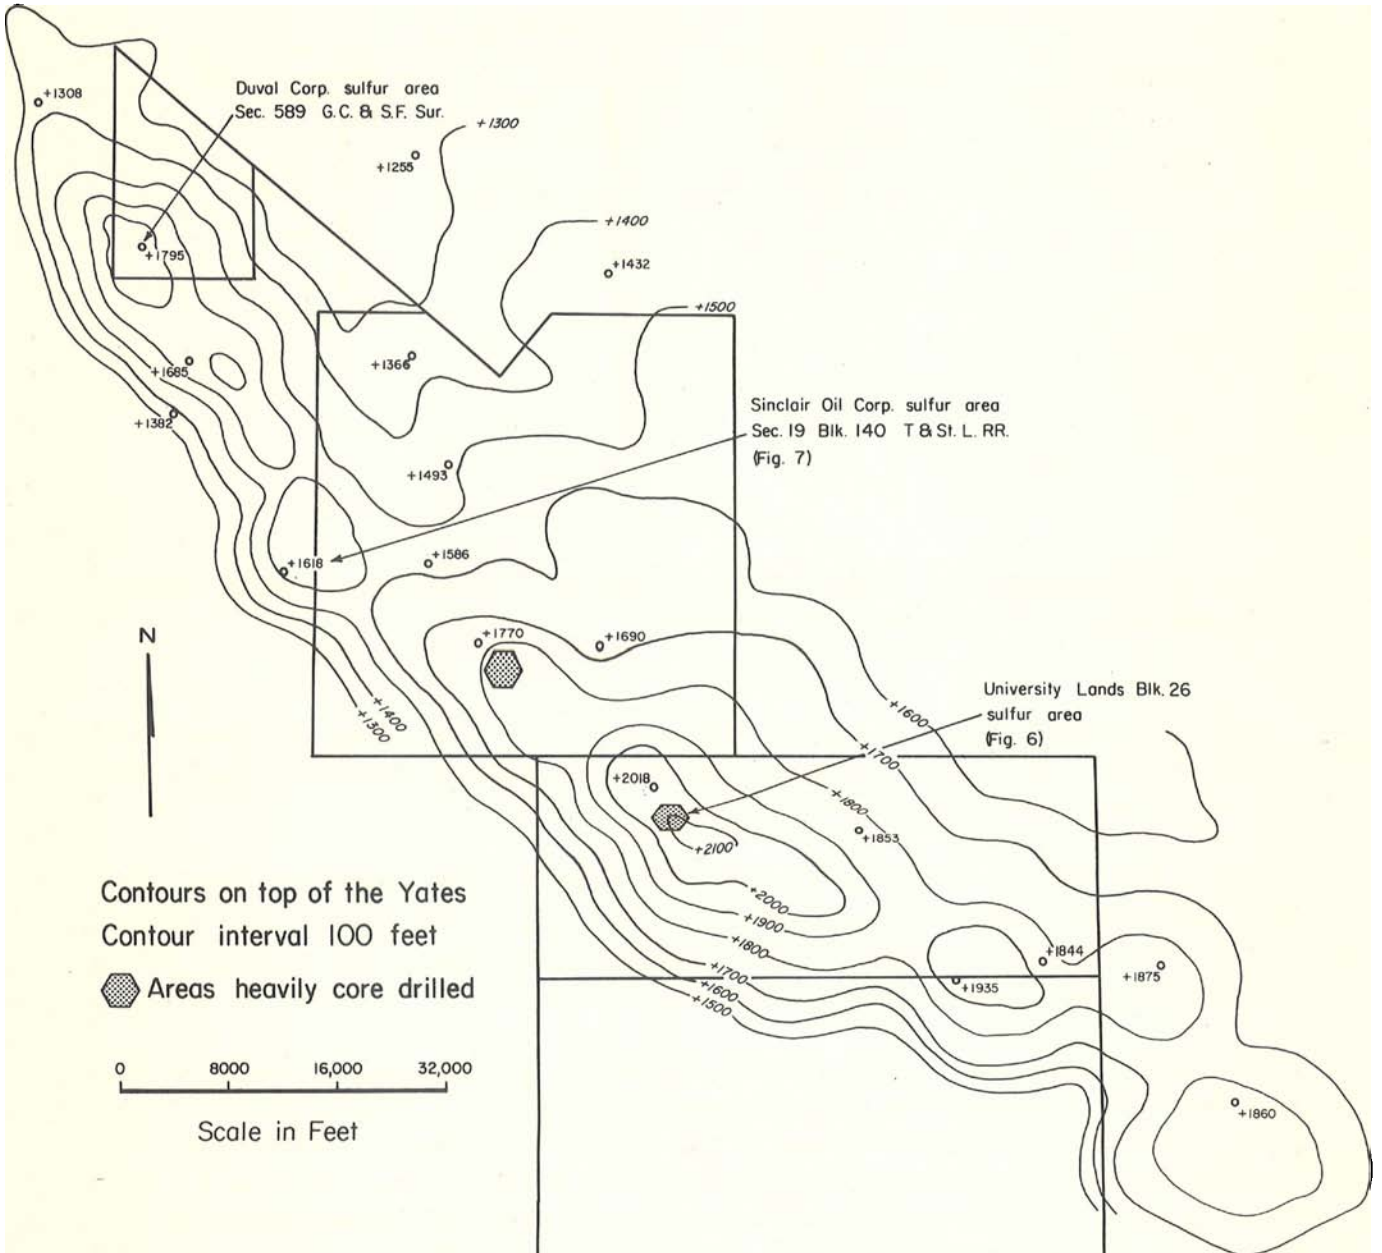 +1308
Duval Corp. sulfur area
Sec. 589 G.C. & S.F. Sur.
+1300
+1255
+1400
+1795
+1432
+1500
+1366
+1685
+1382
Sinclair Oil Corp. sulfur area
Sec. 19 Blk. 140 T & St. L. RR.
(Fig. 7)
+1493
+1618
+1586
N
+1770
+1690
University Lands Blk. 26
sulfur area
(Fig. 6)
+1600
+1400
+1300
+1700
+2018
+1800
+1853
+2100
Contours on top of the Yates
Contour interval 100 feet
Areas heavily core drilled
+2000
+1900
+1800
+1700
+1600
+1500
+1844
+1875
+1935
0 8000 16,000 32,000
Scale in Feet
+1860